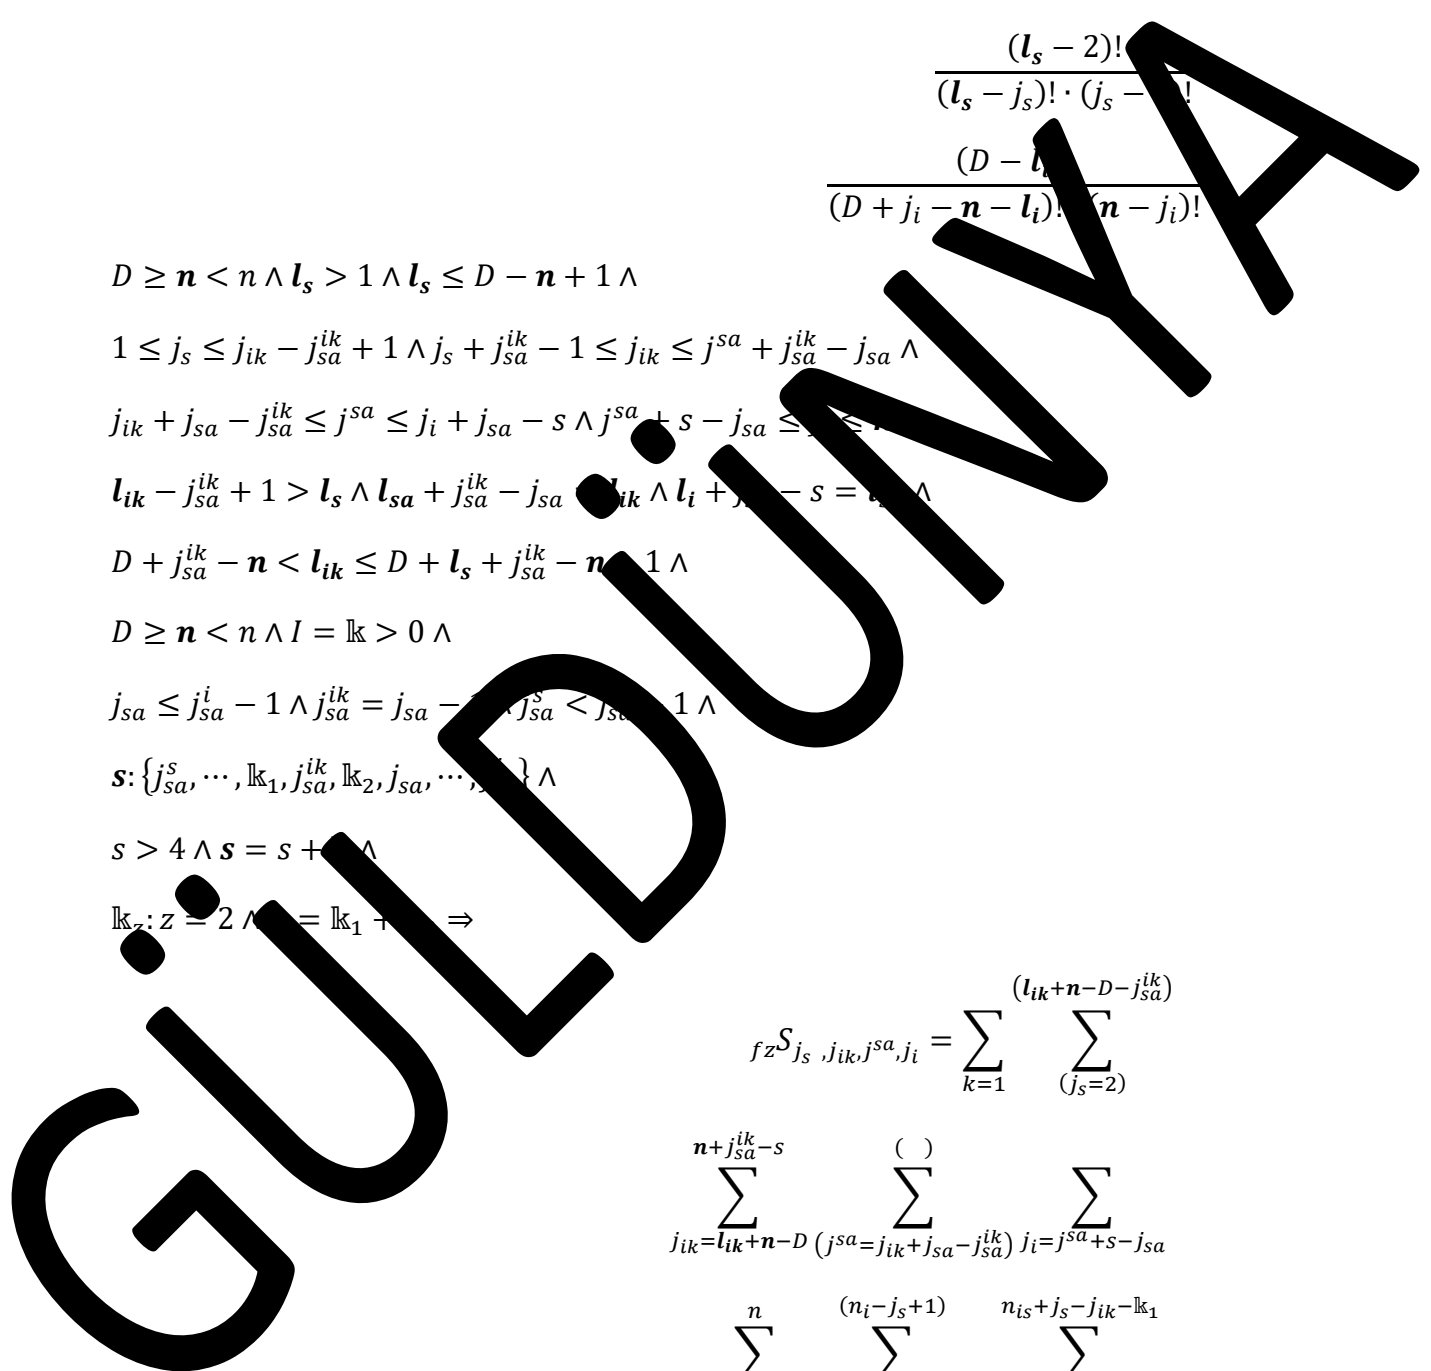 (l_s − 2)!
(l_s − j_s)! · (j_s − )!
(D − l
(D + j_i − n − l_i)! (n − j_i)!
D ≥ n < n ∧ l_s > 1 ∧ l_s ≤ D − n + 1 ∧
1 ≤ j_s ≤ j_{ik} − j_{sa}^{ik} + 1 ∧ j_s + j_{sa}^{ik} − 1 ≤ j_{ik} ≤ j^{sa} + j_{sa}^{ik} − j_{sa} ∧
j_{ik} + j_{sa} − j_{sa}^{ik} ≤ j^{sa} ≤ j_i + j_{sa} − s ∧ j^{sa} + s − j_{sa} ≤ ≤
l_{ik} − j_{sa}^{ik} + 1 > l_s ∧ l_{sa} + j_{sa}^{ik} − j_{sa} l_{ik} ∧ l_i + − s = ∧
D + j_{sa}^{ik} − n < l_{ik} ≤ D + l_s + j_{sa}^{ik} − n 1 ∧
D ≥ n < n ∧ I = 𝕜 > 0 ∧
j_{sa} ≤ j_{sa}^i − 1 ∧ j_{sa}^{ik} = j_{sa} − ∧ j_{sa}^s < 1 ∧
s: {j_{sa}^s, ⋯, 𝕜_1, j_{sa}^{ik}, 𝕜_2, j_{sa}, ⋯, } ∧
s > 4 ∧ s = s + ∧
𝕜_z: z = 2 ∧ = 𝕜_1 + ⇒
(l_{ik}+n−D−j_{sa}^{ik})
_{fz}S_{j_s ,j_{ik},j^{sa},j_i} = ∑ ∑
k=1 (j_s=2)
n+j_{sa}^{ik}−s ( )
∑ ∑ ∑
j_{ik}=l_{ik}+n−D (j^{sa}=j_{ik}+j_{sa}−j_{sa}^{ik}) j_i=j^{sa}+s−j_{sa}
n (n_i−j_s+1) n_{is}+j_s−j_{ik}−𝕜_1
∑ ∑ ∑
GÜLDÜNYA